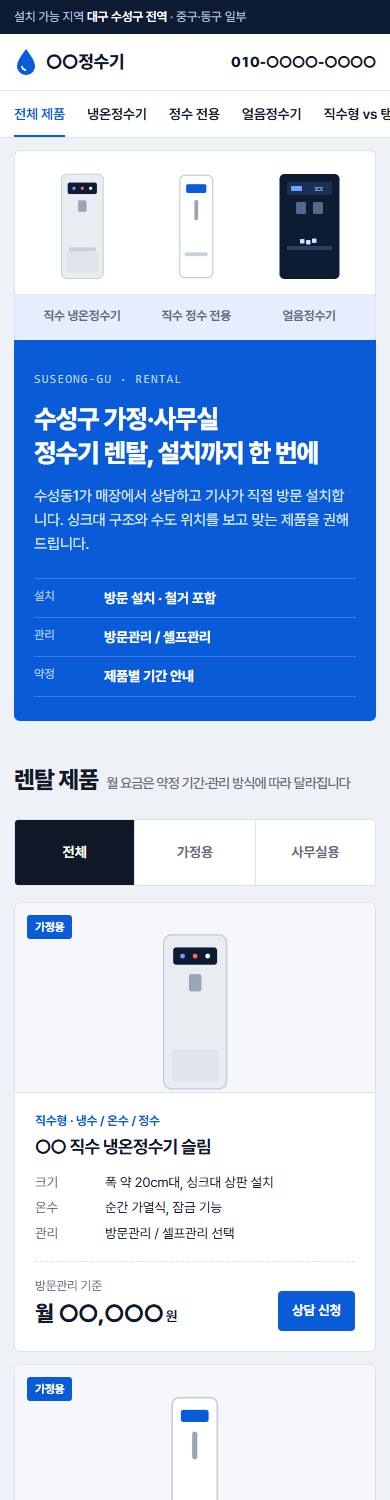 설치 가능 지역 대구 수성구 전역 · 중구·동구 일부
○○정수기
010-○○○○-○○○○
전체 제품 냉온정수기 정수 전용 얼음정수기 직수형 vs
직수 냉온정수기 직수 정수 전용 얼음정수기
SUSEONG-GU · RENTAL
수성구 가정·사무실
정수기 렌탈, 설치까지 한 번에
수성동1가 매장에서 상담하고 기사가 직접 방문 설치합
니다. 싱크대 구조와 수도 위치를 보고 맞는 제품을 권해
드립니다.
설치 방문 설치 · 철거 포함
관리 방문관리 / 셀프관리
약정 제품별 기간 안내
렌탈 제품 월 요금은 약정 기간·관리 방식에 따라 달라집니다
전체 가정용 사무실용
가정용
직수형 · 냉수 / 온수 / 정수
○○ 직수 냉온정수기 슬림
크기 폭 약 20cm대, 싱크대 상판 설치
온수 순간 가열식, 잠금 기능
관리 방문관리 / 셀프관리 선택
방문관리 기준
월 ○○,○○○원
상담 신청
가정용